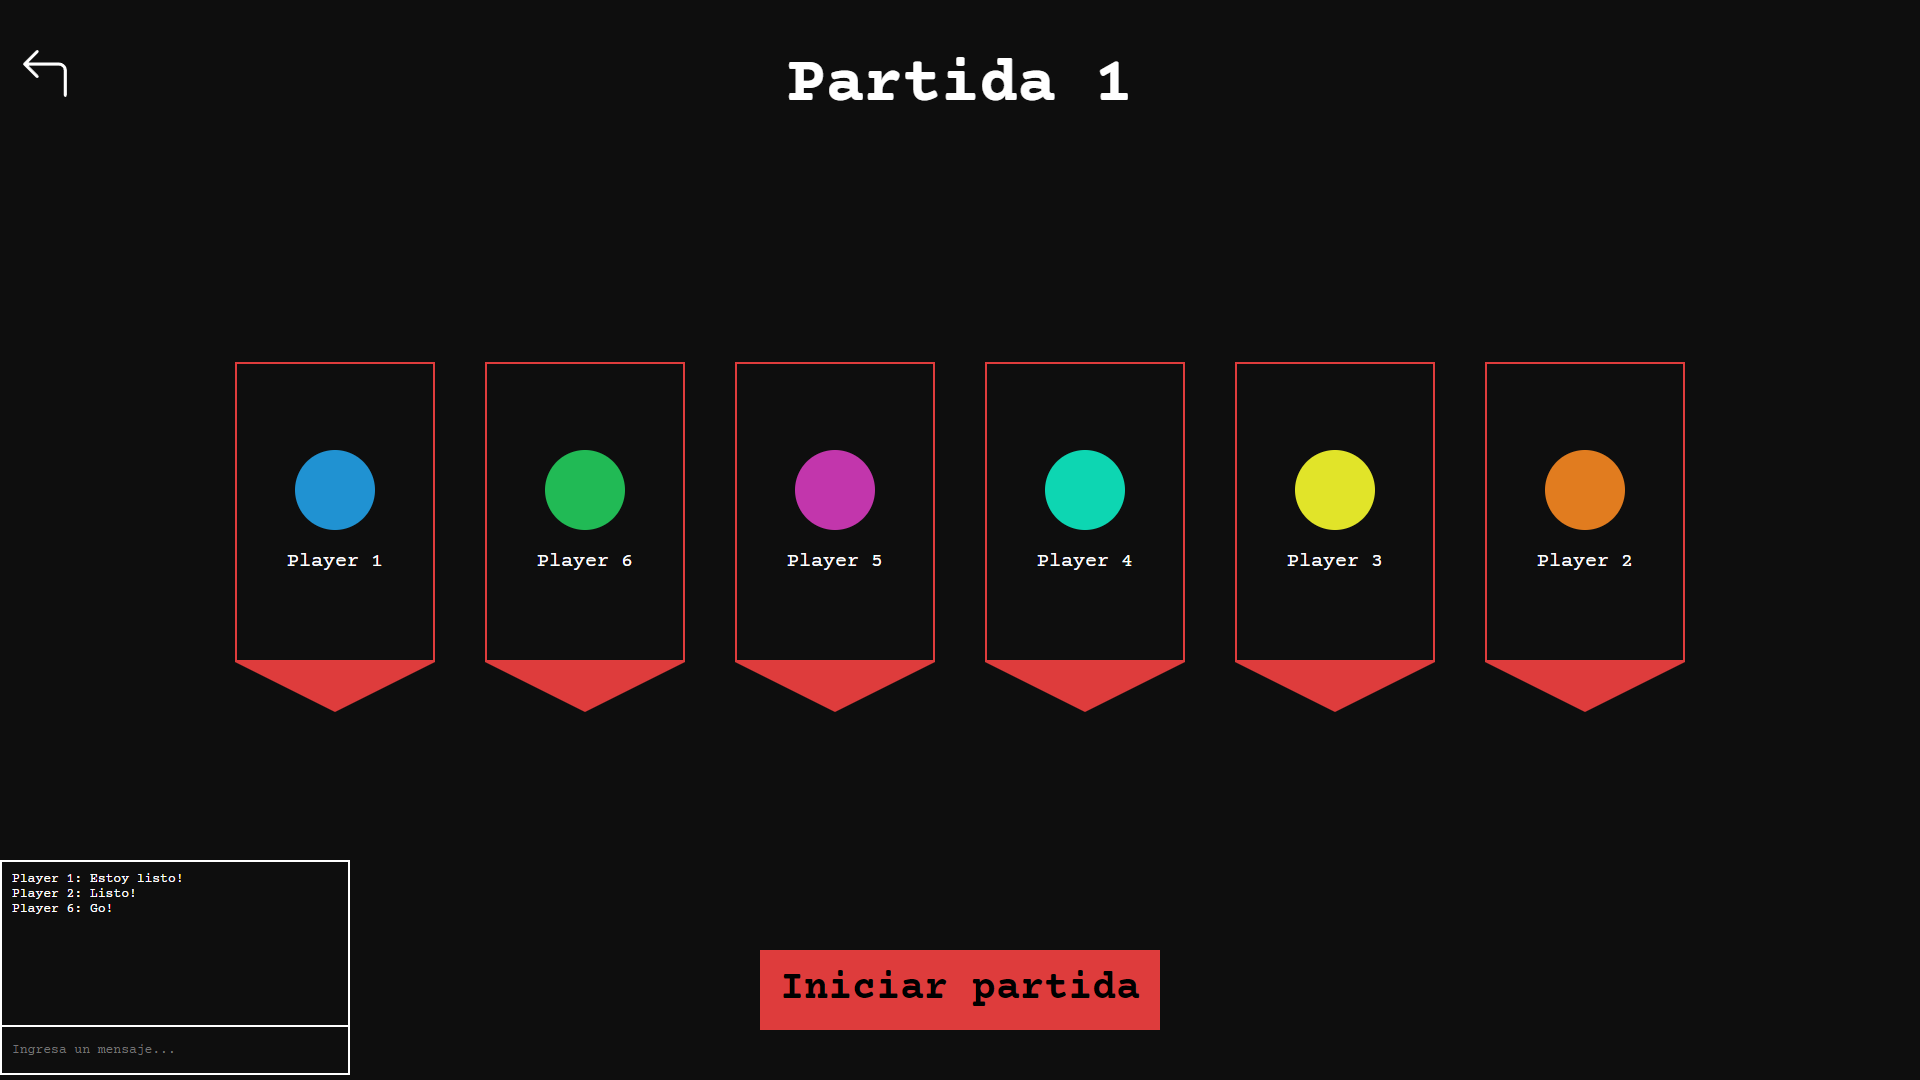 Partida 1
Player 1
Player 6
Player 5
Player 4
Player 3
Player 2
Player 1: Estoy listo!
Player 2: Listo!
Player 6: Go!
Iniciar partida
Ingresa un mensaje...